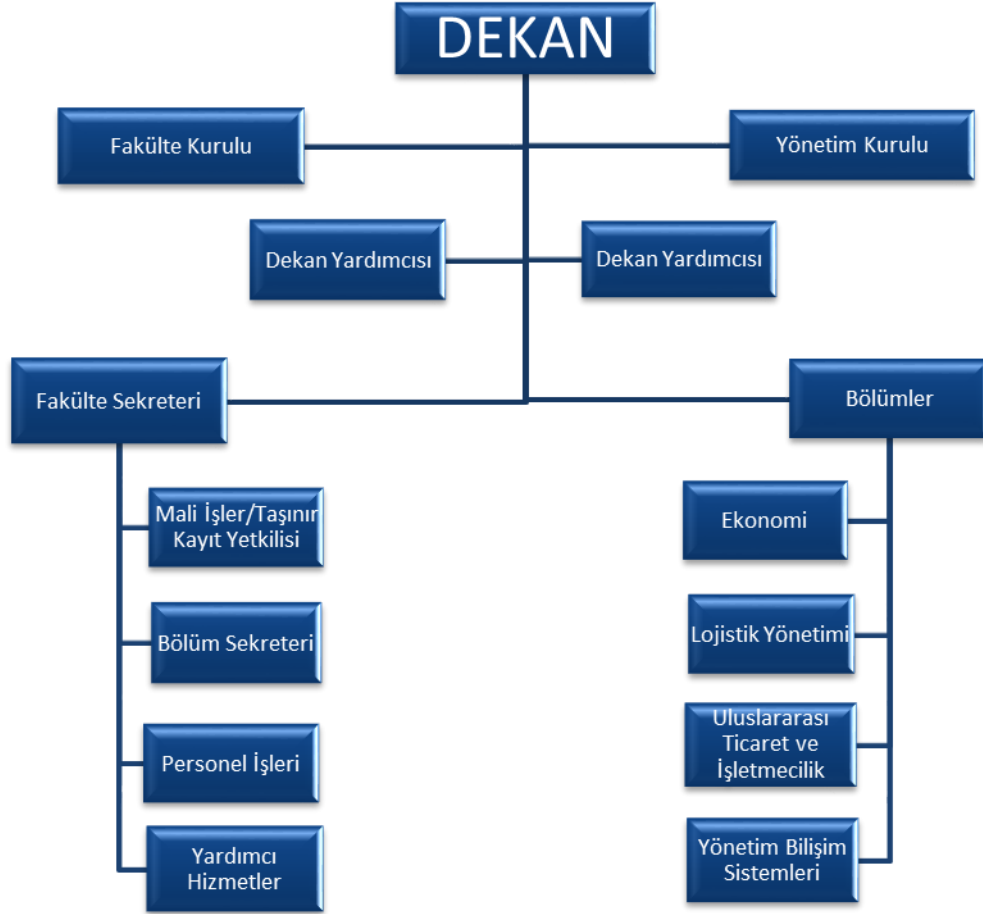 DEKAN
Fakülte Kurulu
Yönetim Kurulu
Dekan Yardımcısı
Dekan Yardımcısı
Fakülte Sekreteri
Bölümler
Mali İşler/Taşınır
Kayıt Yetkilisi
Bölüm Sekreteri
Personel İşleri
Yardımcı
Hizmetler
Ekonomi
Lojistik Yönetimi
Uluslararası
Ticaret ve
İşletmecilik
Yönetim Bilişim
Sistemleri